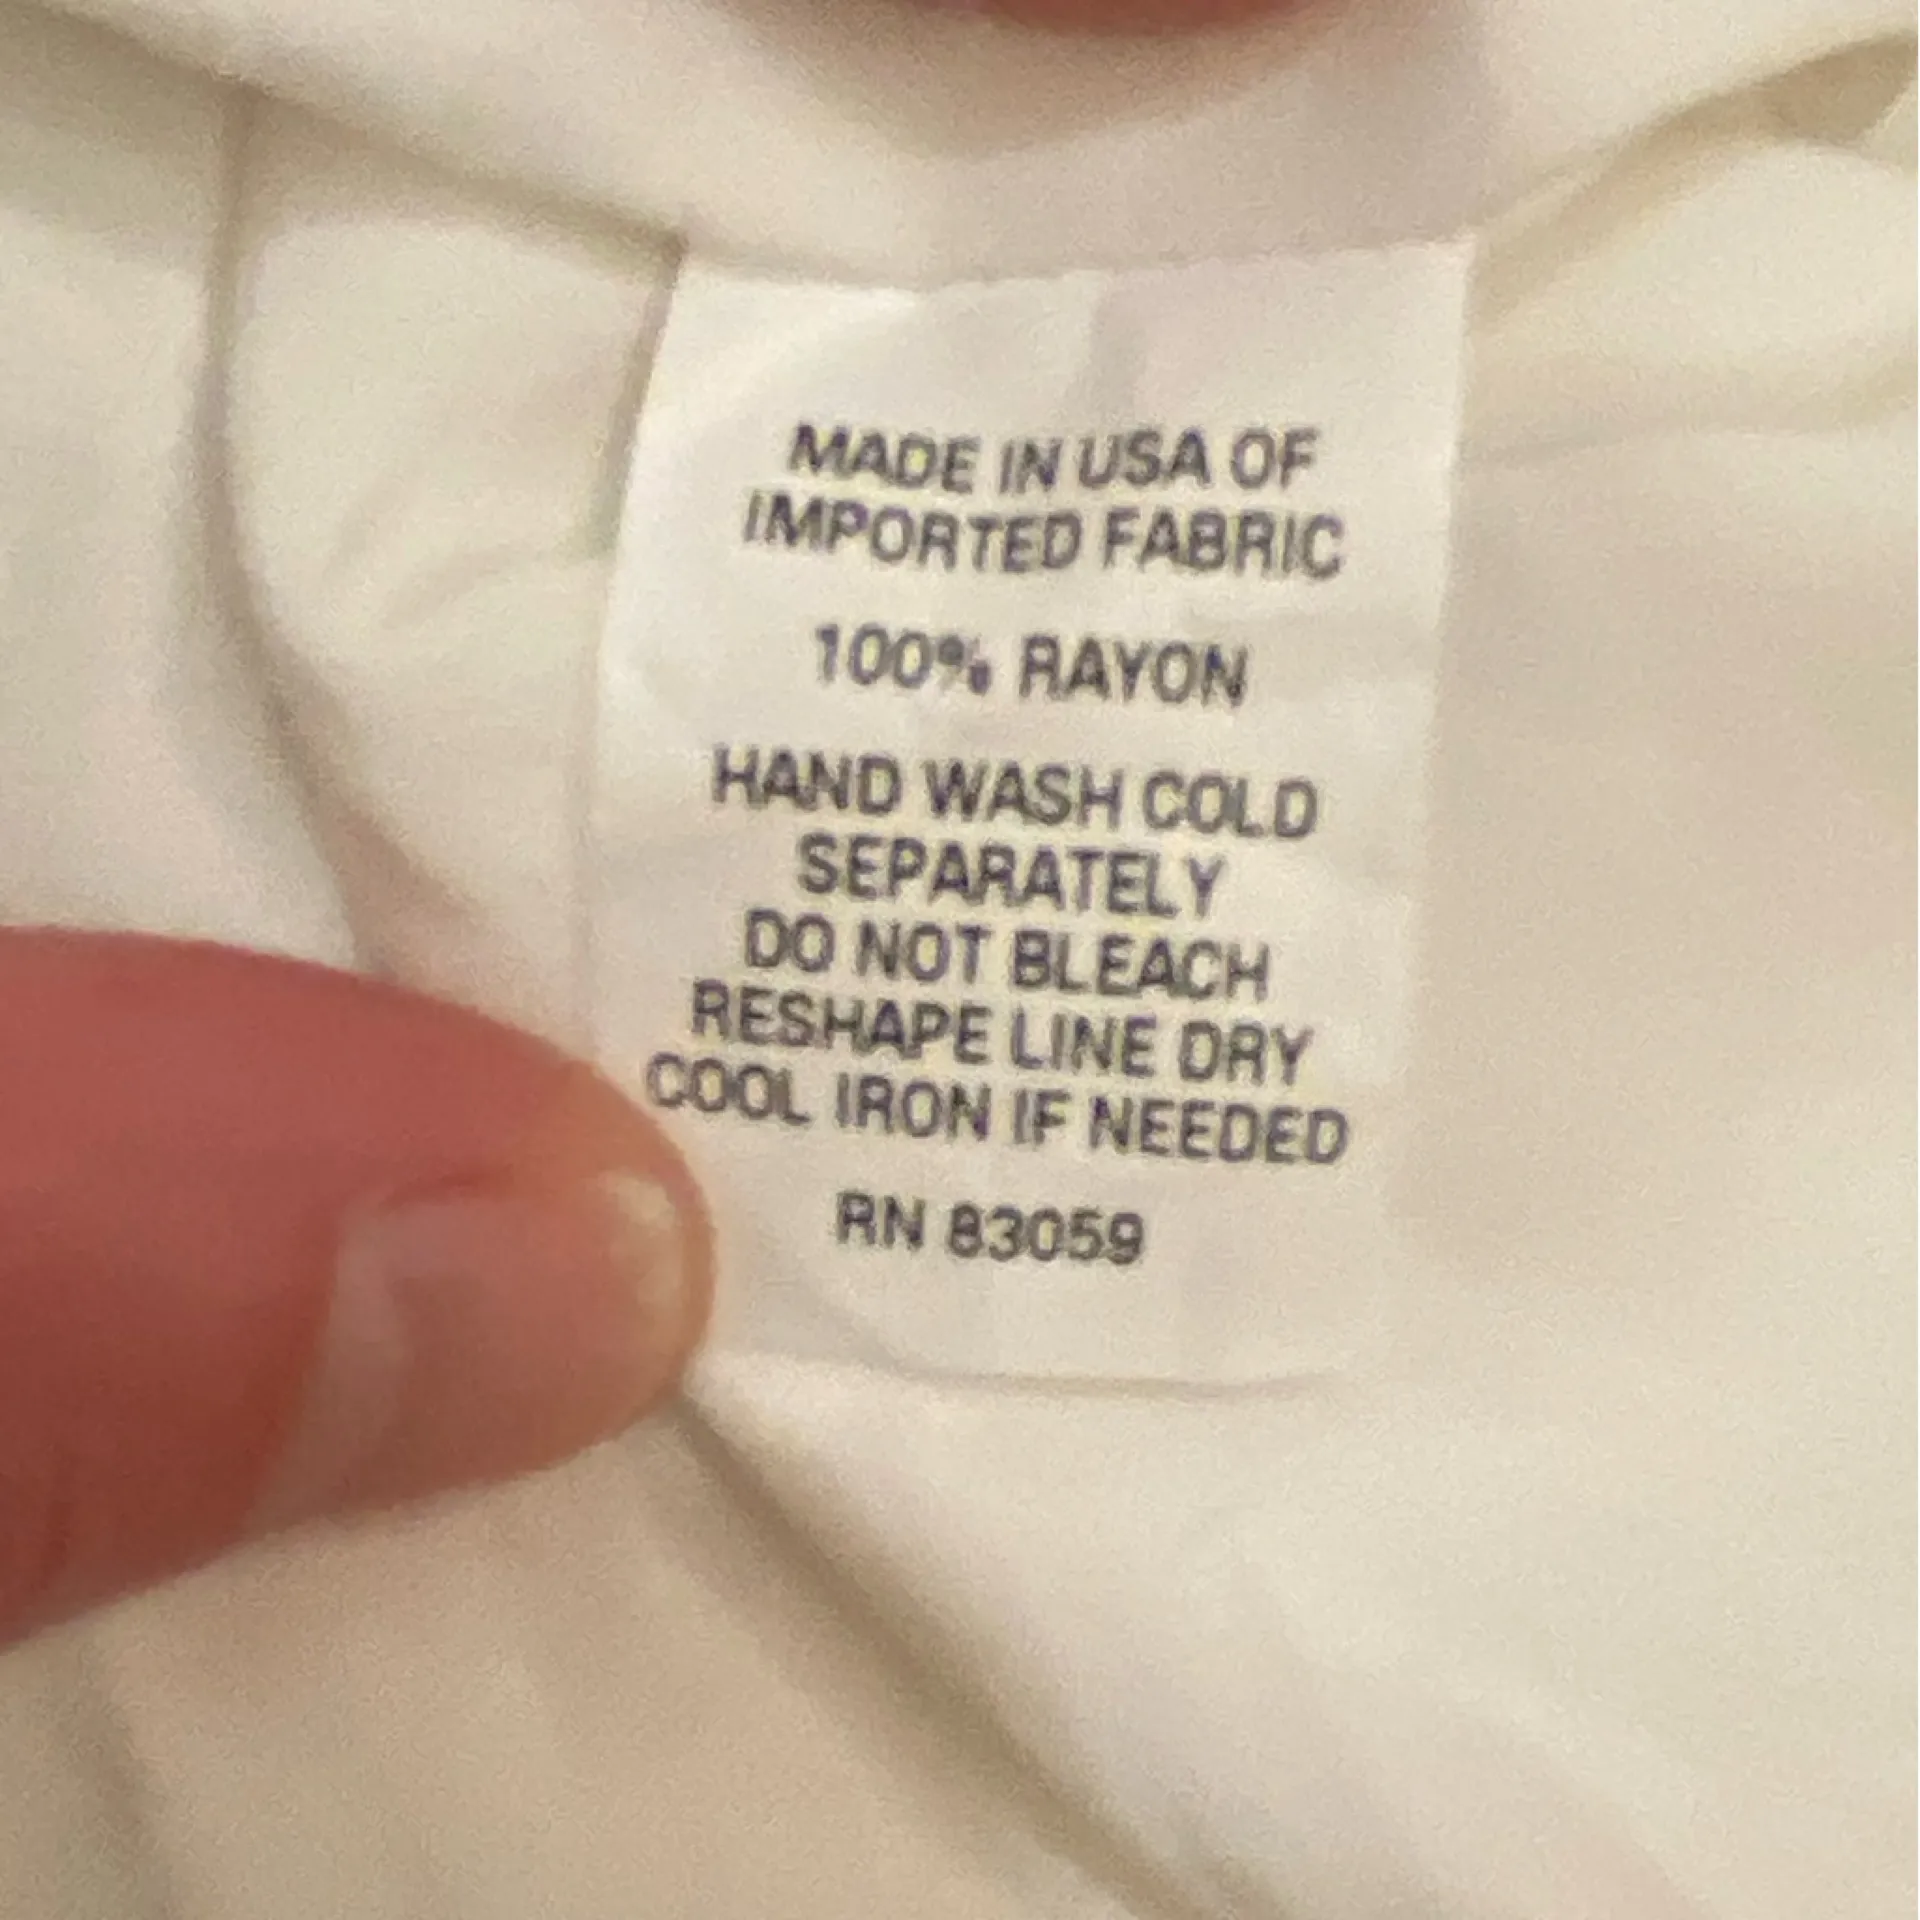 MADE IN USA OF
IMPORTED FABRIC
100% RAYON
HAND WASH COLD
SEPARATELY
DO NOT BLEACH
RESHAPE LINE DRY
COOL IRON IF NEEDED
RN 83059